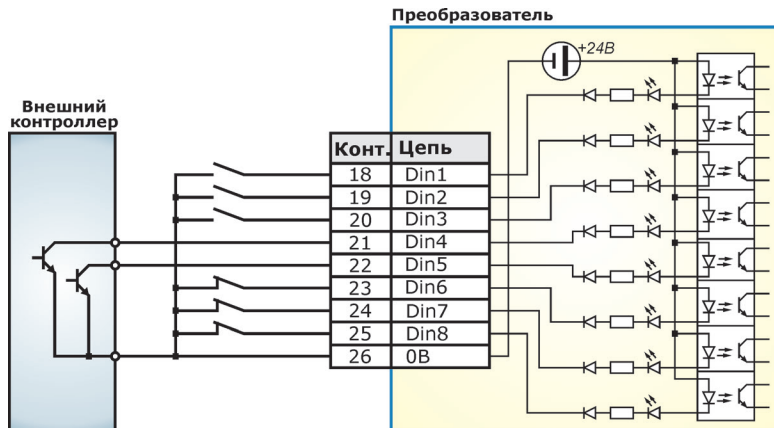 Преобразователь
+24В
Внешний
контроллер
Конт. Цепь
18 Din1
19 Din2
20 Din3
21 Din4
22 Din5
23 Din6
24 Din7
25 Din8
26 0В